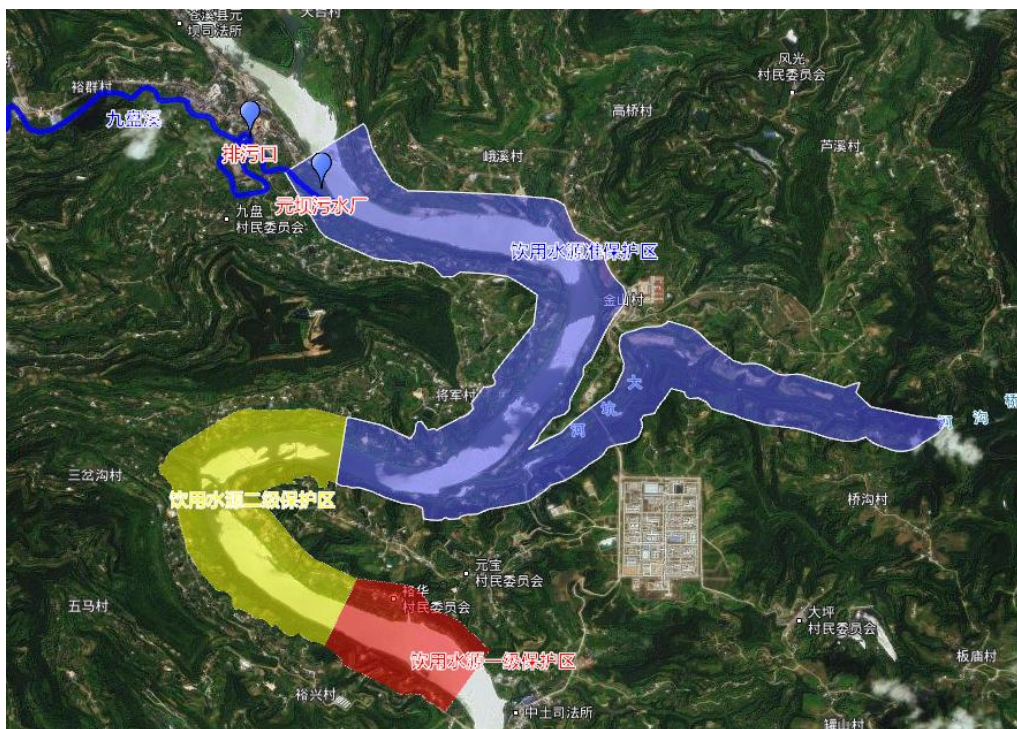 大石村
苍溪县元
坝司法所
村
裕群村
九盘溪
排污口
元坝污水厂
九盘
村民委员会
风光
村民委员会
高桥村
芦溪村
峨溪村
饮用水源准保护区
金山村
大
坑
河
将军村
桥
沟
河
三岔沟村
饮用水源二级保护区
桥沟村
元宝
村民委员会
裕华
村民委员会
五马村
大坪
村民委员会
饮用水源一级保护区
板庙村
裕兴村
中土司法所
罐山村